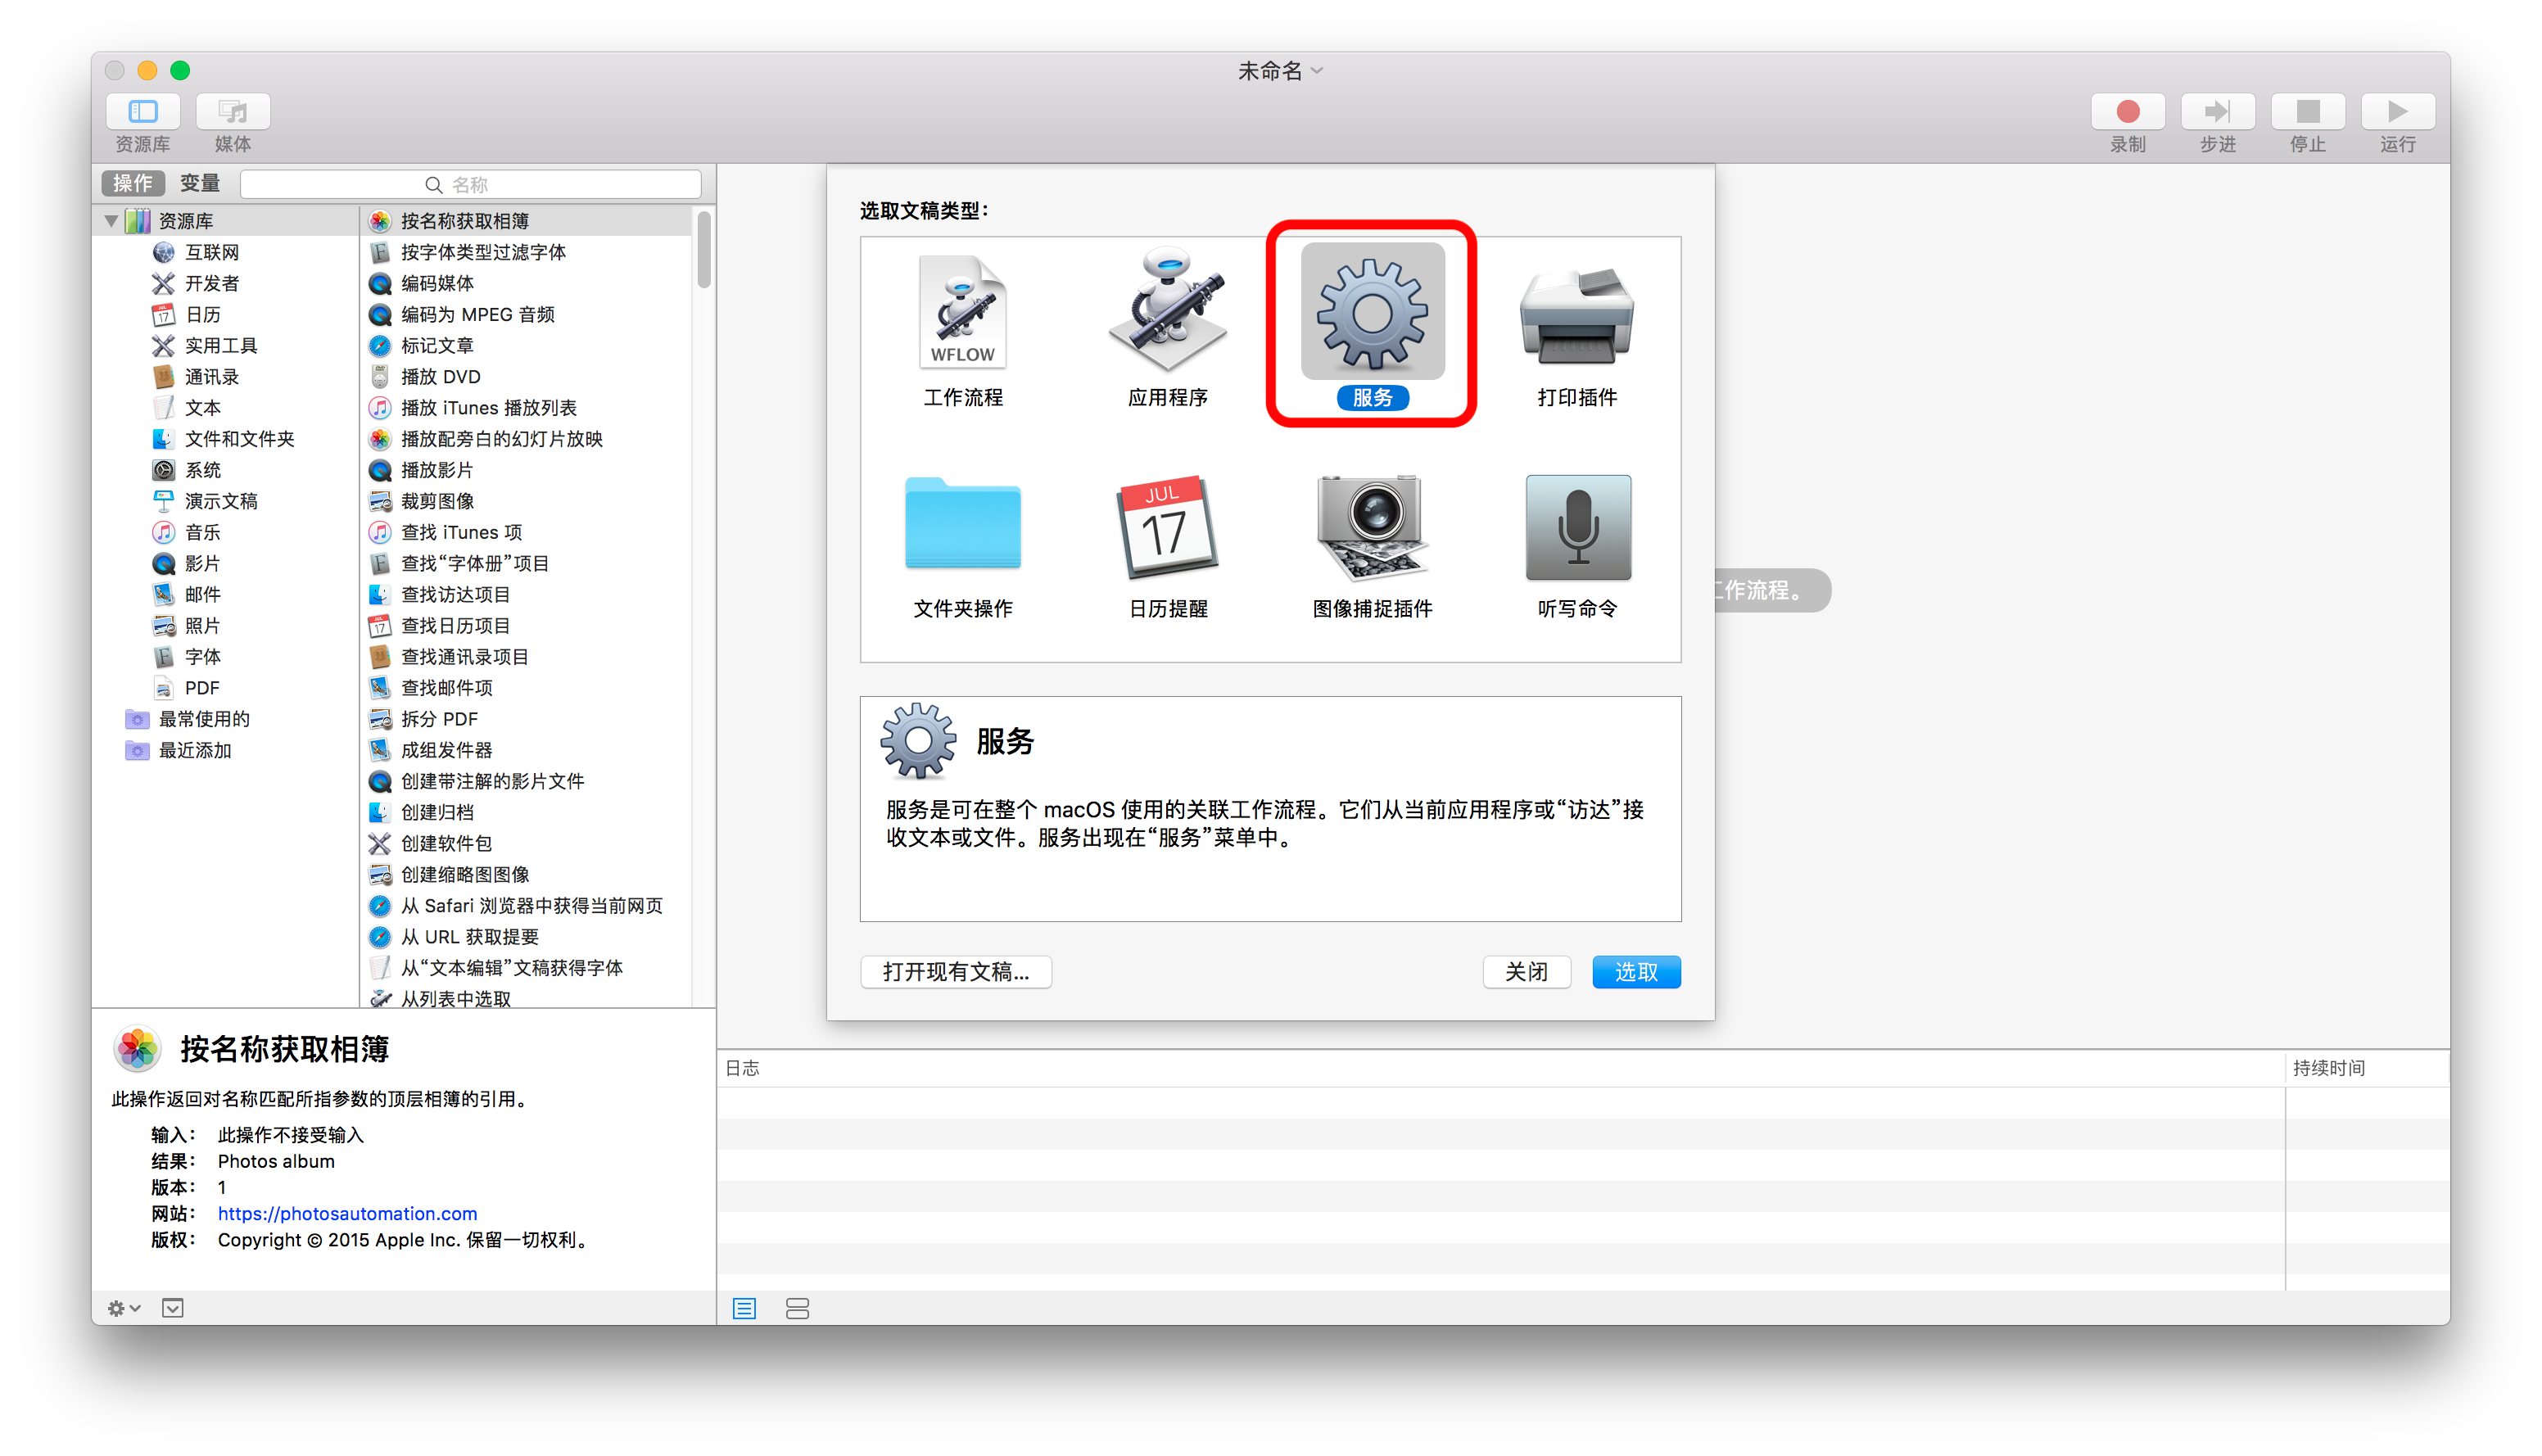 未命名
资源库
媒体
录制
步进
停止
运行
操作
变量
名称
资源库
互联网
开发者
日历
实用工具
通讯录
文本
文件和文件夹
系统
演示文稿
音乐
影片
邮件
照片
字体
PDF
最常使用的
最近添加
按名称获取相簿
按字体类型过滤字体
编码媒体
编码为 MPEG 音频
标记文章
播放 DVD
播放 iTunes 播放列表
播放配旁白的幻灯片放映
播放影片
裁剪图像
查找 iTunes 项
查找“字体册”项目
查找访达项目
查找日历项目
查找通讯录项目
查找邮件项
拆分 PDF
成组发件器
创建带注解的影片文件
创建归档
创建软件包
创建缩略图图像
从 Safari 浏览器中获得当前网页
从 URL 获取提要
从“文本编辑”文稿获得字体
从列表中选取
选取文稿类型：
WFLOW
工作流程
应用程序
服务
打印插件
文件夹操作
JUL
17
日历提醒
图像捕捉插件
听写命令
工作流程。
服务
服务是可在整个 macOS 使用的关联工作流程。它们从当前应用程序或“访达”接
收文本或文件。服务出现在“服务”菜单中。
打开现有文稿...
关闭
选取
按名称获取相簿
此操作返回对名称匹配所指参数的顶层相簿的引用。
输入： 此操作不接受输入
结果： Photos album
版本： 1
网站： https://photosautomation.com
版权： Copyright © 2015 Apple Inc. 保留一切权利。
日志
持续时间